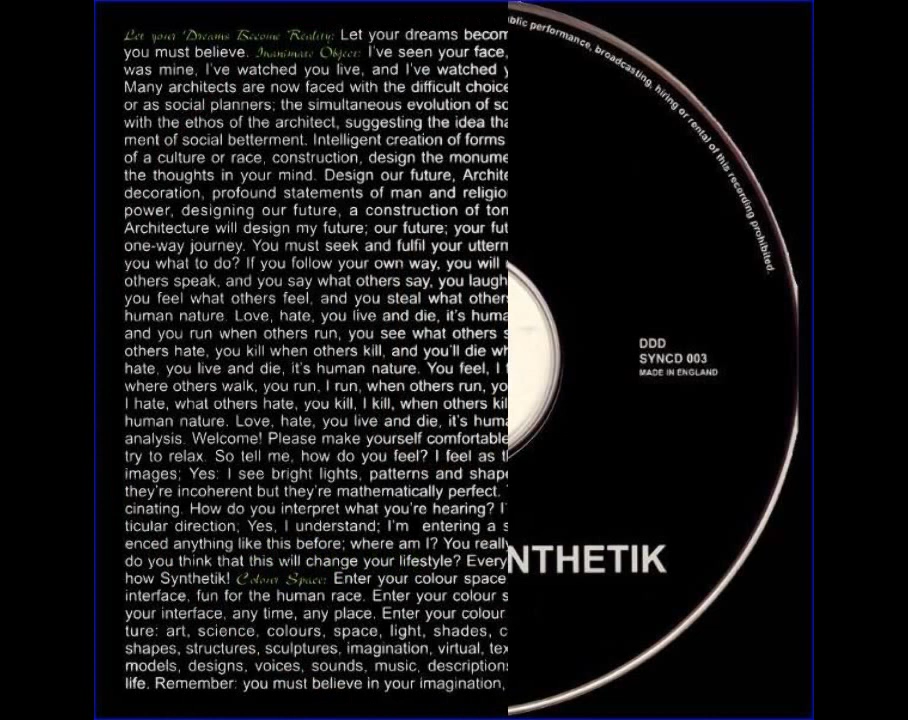 Let your Dreams Become Reality: Let your dreams becom
you must believe. Inanimate Object: I've seen your face,
was mine, I've watched you live, and I've watched y
Many architects are now faced with the difficult choice
or as social planners; the simultaneous evolution of so
with the ethos of the architect, suggesting the idea tha
ment of social betterment. Intelligent creation of forms
of a culture or race, construction, design the monume
the thoughts in your mind. Design our future, Archite
decoration, profound statements of man and religio
power, designing our future, a construction of ton
Architecture will design my future; our future; your fut
one-way journey. You must seek and fulfil your uttern
you what to do? If you follow your own way, you will
others speak, and you say what others say, you laugh
you feel what others feel, and you steal what others
human nature. Love, hate, you live and die, it's huma
and you run when others run, you see what others s
others hate, you kill when others kill, and you'll die wh
hate, you live and die, it's human nature. You feel, I f
where others walk, you run, I run, when others run, yo
I hate, what others hate, you kill, I kill, when others kil
human nature. Love, hate, you live and die, it's huma
analysis. Welcome! Please make yourself comfortable
try to relax. So tell me, how do you feel? I feel as
images; Yes: I see bright lights, patterns and shape
they're incoherent but they're mathematically perfect.
cinating. How do you interpret what you're hearing? I'
ticular direction; Yes, I understand; I'm entering a s
enced anything like this before; where am I? You really
do you think that this will change your lifestyle? Every
how Synthetik! Colour Space: Enter your colour space
interface, fun for the human race. Enter your colour s
your interface, any time, any place. Enter your colour
ture: art, science, colours, space, light, shades, c
shapes, structures, sculptures, imagination, virtual, tex
models, designs, voices, sounds, music, descriptions
life. Remember: you must believe in your imagination,
blic performance, broadcasting, hiring or rental of this recording prohibited.
DDD
SYNCD 003
MADE IN ENGLAND
NTHETIK